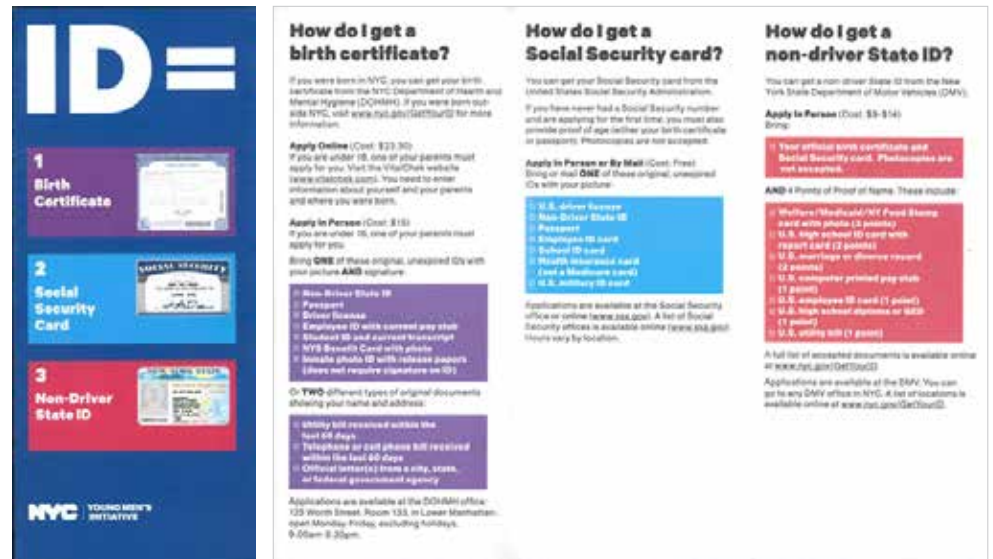 ID=
1
Birth
Certificate
2
Social
Security
Card
SOCIAL SECURITY
3
Non-Driver
State ID
NEW YORK STATE
NYC YOUNG MEN'S
INITIATIVE
How do I get a
birth certificate?
If you were born in NYC, you can get your birth
certificate from the NYC Department of Health and
Mental Hygiene (DOHMH). If you were born out-
side NYC, visit www.nyc.gov/GetYourID for more
information.
Apply Online (Cost: $23.30)
If you are under 18, one of your parents must
apply for you. Visit the VitalChek website
(www.vitalchek.com). You need to enter
information about yourself and your parents
and where you were born.
Apply In Person (Cost: $15)
If you are under 18, one of your parents must
apply for you.
Bring ONE of these original, unexpired IDs with
your picture AND signature:
Non-Driver State ID
Passport
Driver license
Employee ID with current pay stub
Student ID and current transcript
NYS Benefit Card with photo
Inmate photo ID with release papers
(does not require signature on ID)
Or TWO different types of original documents
showing your name and address:
Utility bill received within the
last 60 days
Telephone or cell phone bill received
within the last 60 days
Official letter(s) from a city, state,
or federal government agency
Applications are available at the DOHMH office:
125 Worth Street, Room 133, in Lower Manhattan:
open Monday-Friday, excluding holidays,
9:00am-3:30pm.
How do I get a
Social Security card?
You can get your Social Security card from the
United States Social Security Administration.
If you have never had a Social Security number
and are applying for the first time, you must also
provide proof of age (either your birth certificate
or passport). Photocopies are not accepted.
Apply In Person or By Mail (Cost: Free)
Bring or mail ONE of these original, unexpired
IDs with your picture:
U.S. driver license
Non-Driver State ID
Passport
Employee ID card
School ID card
Health insurance card
(not a Medicare card)
U.S. military ID card
Applications are available at the Social Security
office or online (www.ssa.gov). A list of Social
Security offices is available online (www.ssa.gov).
Hours vary by location.
How do I get a
non-driver State ID?
You can get a non-driver State ID from the New
York State Department of Motor Vehicles (DMV).
Apply In Person (Cost: $9-$14)
Bring:
Your official birth certificate and
Social Security card. Photocopies are
not accepted.
AND 4 Points of Proof of Name. These include:
Welfare/Medicaid/NY Food Stamp
card with photo (3 points)
U.S. high school ID card with
report card (2 points)
U.S. marriage or divorce record
(2 points)
U.S. computer printed pay stub
(1 point)
U.S. employee ID card (1 point)
U.S. high school diploma or GED
(1 point)
U.S. utility bill (1 point)
A full list of accepted documents is available online
at www.nyc.gov/GetYourID.
Applications are available at the DMV. You can
go to any DMV office in NYC. A list of locations is
available online at www.nyc.gov/GetYourID.